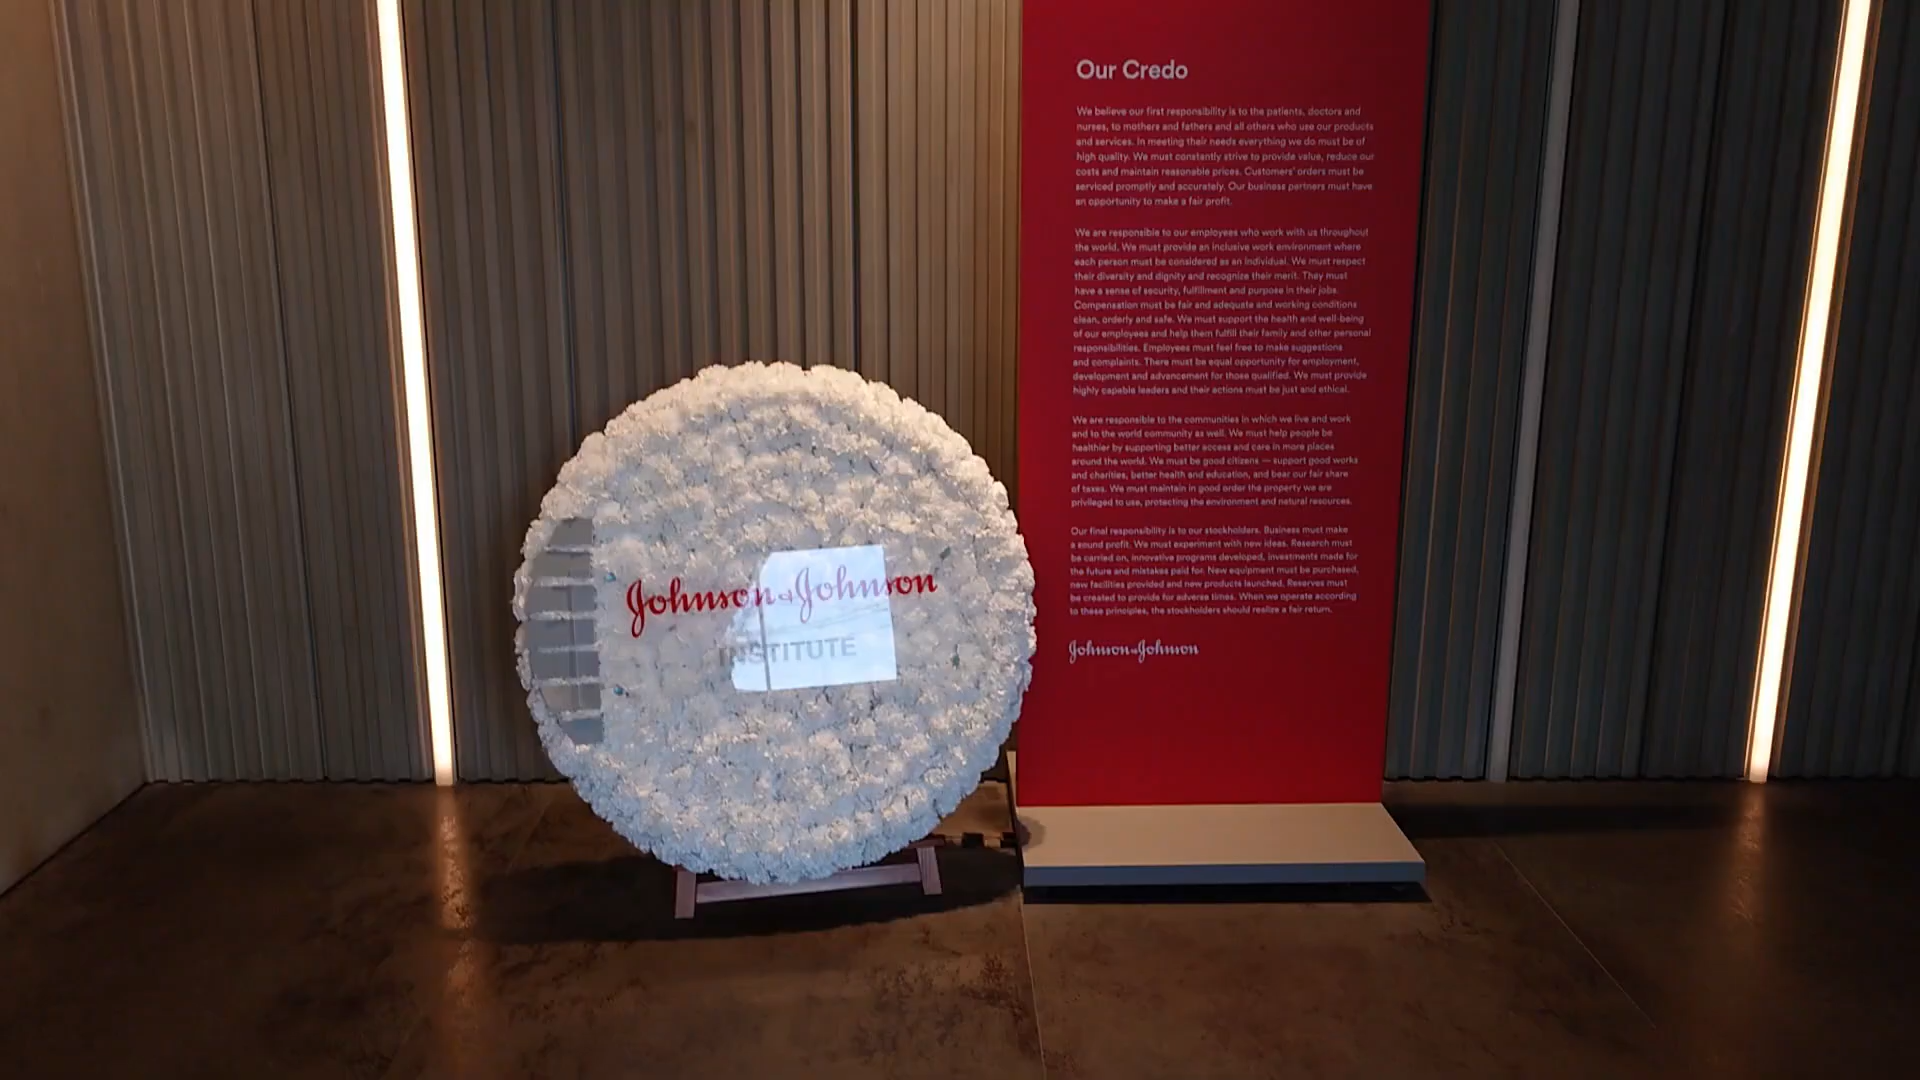 Johnson & Johnson
INSTITUTE
Our Credo
We believe our first responsibility is to the patients, doctors and
nurses, to mothers and fathers and all others who use our products
and services. In meeting their needs everything we do must be of
high quality. We must constantly strive to provide value, reduce our
costs and maintain reasonable prices. Customers' orders must be
serviced promptly and accurately. Our business partners must have
an opportunity to make a fair profit.
We are responsible to our employees who work with us throughout
the world. We must provide an inclusive work environment where
each person must be considered as an individual. We must respect
their diversity and dignity and recognize their merit. They must
have a sense of security, fulfillment and purpose in their jobs.
Compensation must be fair and adequate and working conditions
clean, orderly and safe. We must support the health and well-being
of our employees and help them fulfill their family and other personal
responsibilities. Employees must feel free to make suggestions
and complaints. There must be equal opportunity for employment,
development and advancement for those qualified. We must provide
highly capable leaders and their actions must be just and ethical.
We are responsible to the communities in which we live and work
and to the world community as well. We must help people be
healthier by supporting better access and care in more places
around the world. We must be good citizens — support good works
and charities, better health and education, and bear our fair share
of taxes. We must maintain in good order the property we are
privileged to use, protecting the environment and natural resources.
Our final responsibility is to our stockholders. Business must make
a sound profit. We must experiment with new ideas. Research must
be carried on, innovative programs developed, investments made for
the future and mistakes paid for. New equipment must be purchased,
new facilities provided and new products launched. Reserves must
be created to provide for adverse times. When we operate according
to these principles, the stockholders should realize a fair return.
Johnson & Johnson